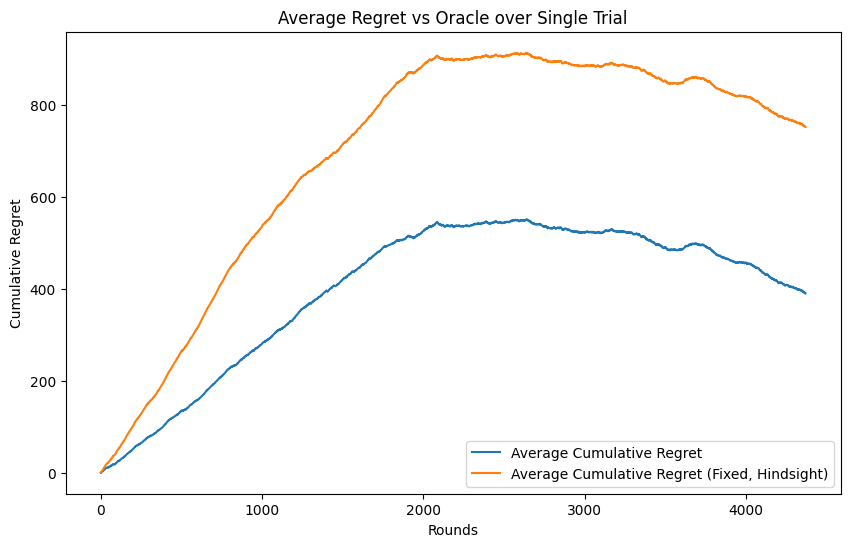 Average Regret vs Oracle over Single Trial
Cumulative Regret
800
600
400
200
0
0 1000 2000 3000 4000
Rounds
Average Cumulative Regret
Average Cumulative Regret (Fixed, Hindsight)